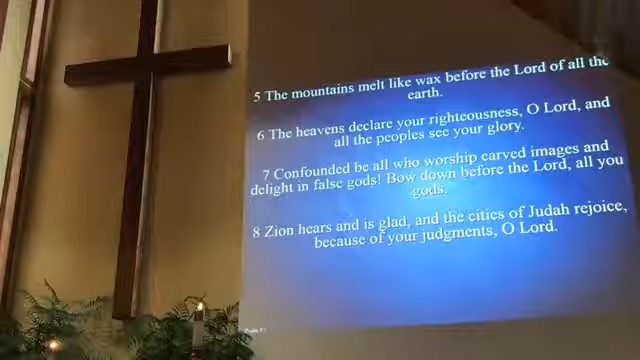 5 The mountains melt like wax before the Lord of all the
earth.
6 The heavens declare your righteousness, O Lord, and
all the peoples see your glory.
7 Confounded be all who worship carved images and
delight in false gods! Bow down before the Lord, all you
gods.
8 Zion hears and is glad, and the cities of Judah rejoice,
because of your judgments, O Lord.
Psalm